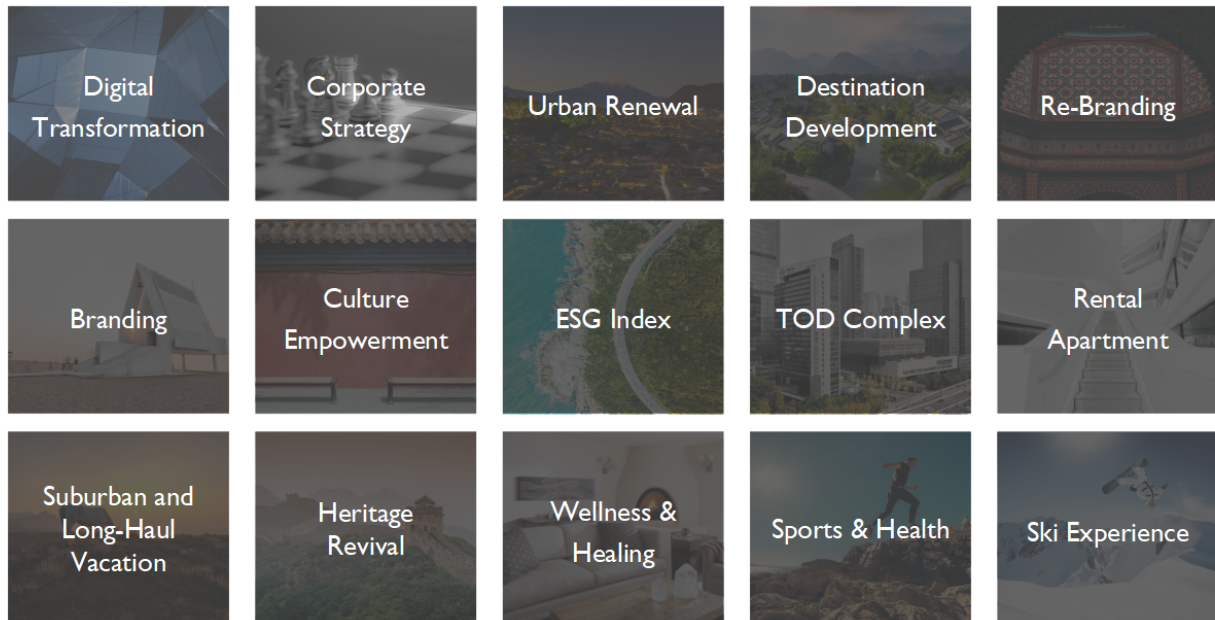 Digital
Transformation
Corporate
Strategy
Urban Renewal
Destination
Development
Re-Branding
Branding
Culture
Empowerment
ESG Index
TOD Complex
Rental
Apartment
Suburban and
Long-Haul
Vacation
Heritage
Revival
Wellness &
Healing
Sports & Health
Ski Experience